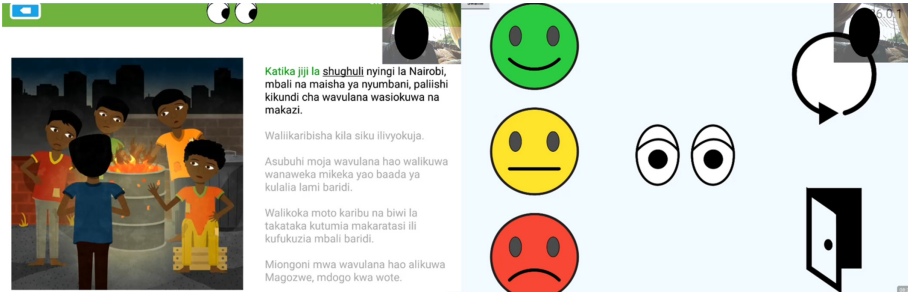 Katika jiji la shughuli nyingi la Nairobi,
mbali na maisha ya nyumbani, paliishi
kikundi cha wavulana wasiokuwa na
makazi.
Waliikaribisha kila siku ilivyokuja.
Asubuhi moja wavulana hao walikuwa
wanaweka mikeka yao baada ya
kulalia lami baridi.
Walikoka moto karibu na biwi la
takataka kutumia makaratasi ili
kufukuzia mbali baridi.
Miongoni mwa wavulana hao alikuwa
Magozwe, mdogo kwa wote.
6.0.1